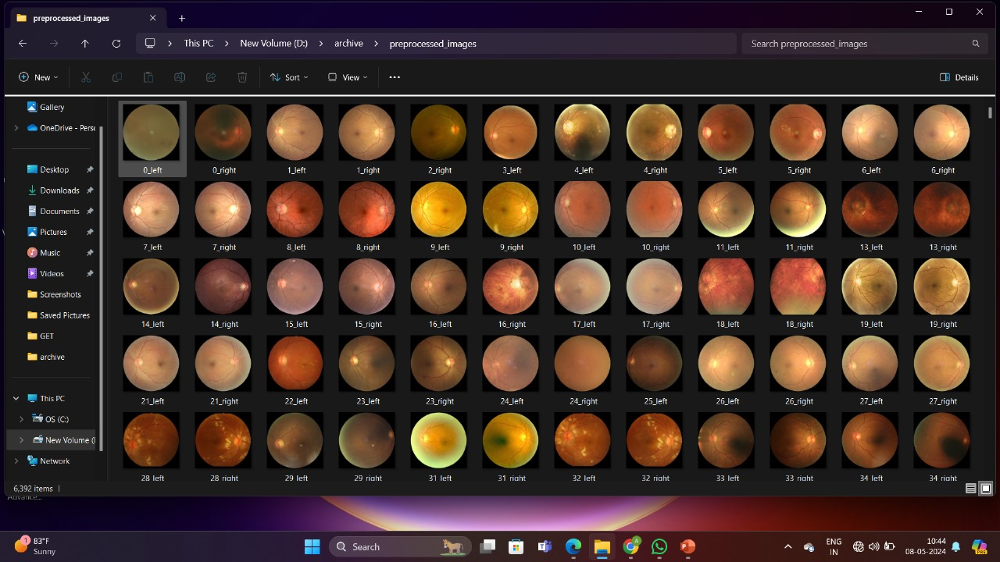 preprocessed_images
This PC > New Volume (D:) > archive > preprocessed_images
Search preprocessed_images
New
Sort
View
Details
Gallery
OneDrive - Perso
Desktop
Downloads
Documents
Pictures
Music
Videos
Screenshots
Saved Pictures
GET
archive
This PC
OS (C:)
New Volume (
Network
0_left 0_right 1_left 1_right 2_right 3_left 4_left 4_right 5_left 5_right 6_left 6_right
7_left 7_right 8_left 8_right 9_left 9_right 10_left 10_right 11_left 11_right 13_left 13_right
14_left 14_right 15_left 15_right 16_left 16_right 17_left 17_right 18_left 18_right 19_left 19_right
21_left 21_right 22_left 23_left 23_right 24_left 24_right 25_left 26_left 26_right 27_left 27_right
28_left 28_right 29_left 29_right 31_left 31_right 32_left 32_right 33_left 33_right 34_left 34_right
6,392 items
Advance...
1
83°F
Sunny
Search
A
ENG
IN
10:44
08-05-2024
PRE